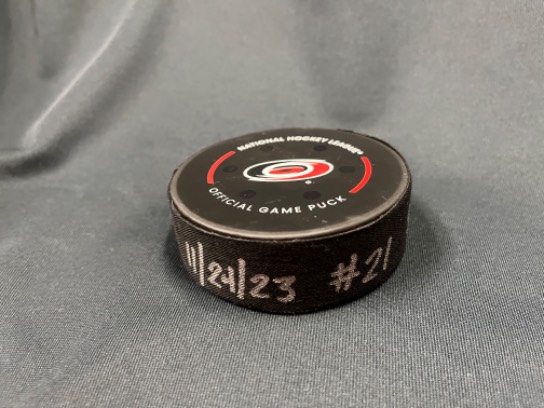 NATIONAL HOCKEY LEAGUE®
OFFICIAL GAME PUCK
11/24/23 #21